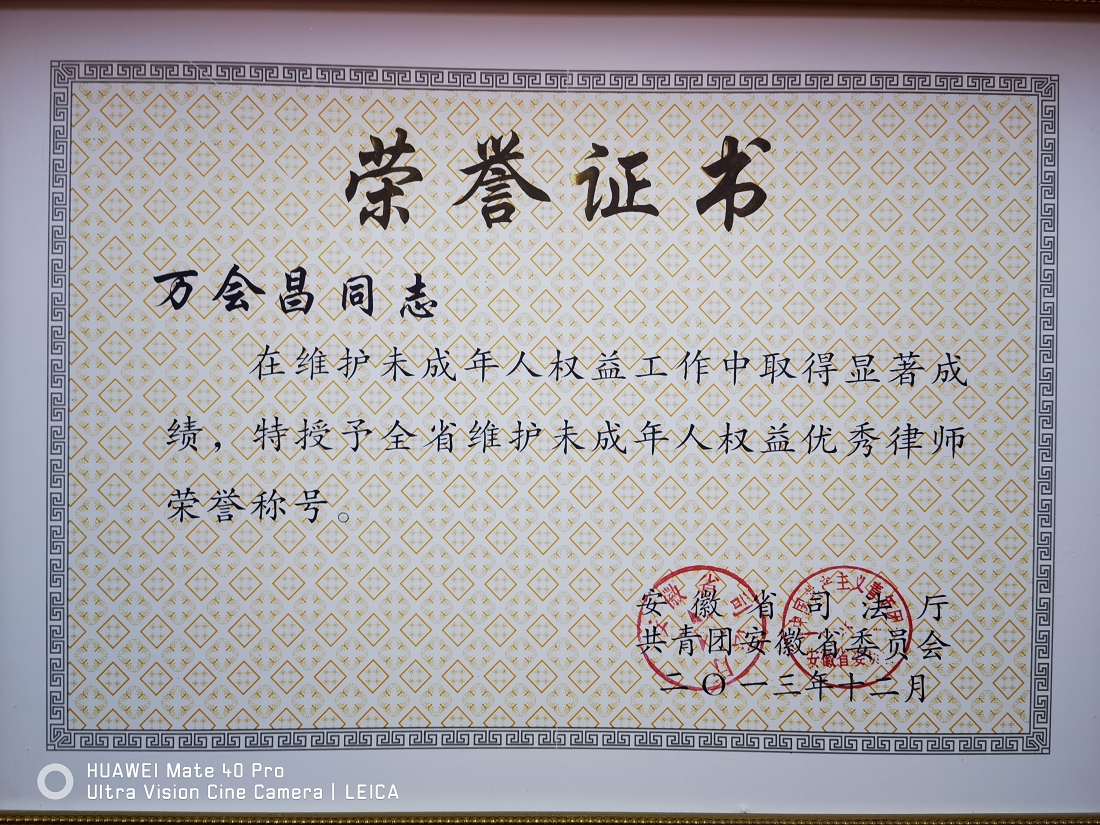 荣誉证书
万会昌同志
在维护未成年人权益工作中取得显著成
绩，特授予全省维护未成年人权益优秀律师
荣誉称号。
安徽省司法厅
共青团安徽省委员会
二〇一三年十二月
HUAWEI Mate 40 Pro
Ultra Vision Cine Camera | LEICA